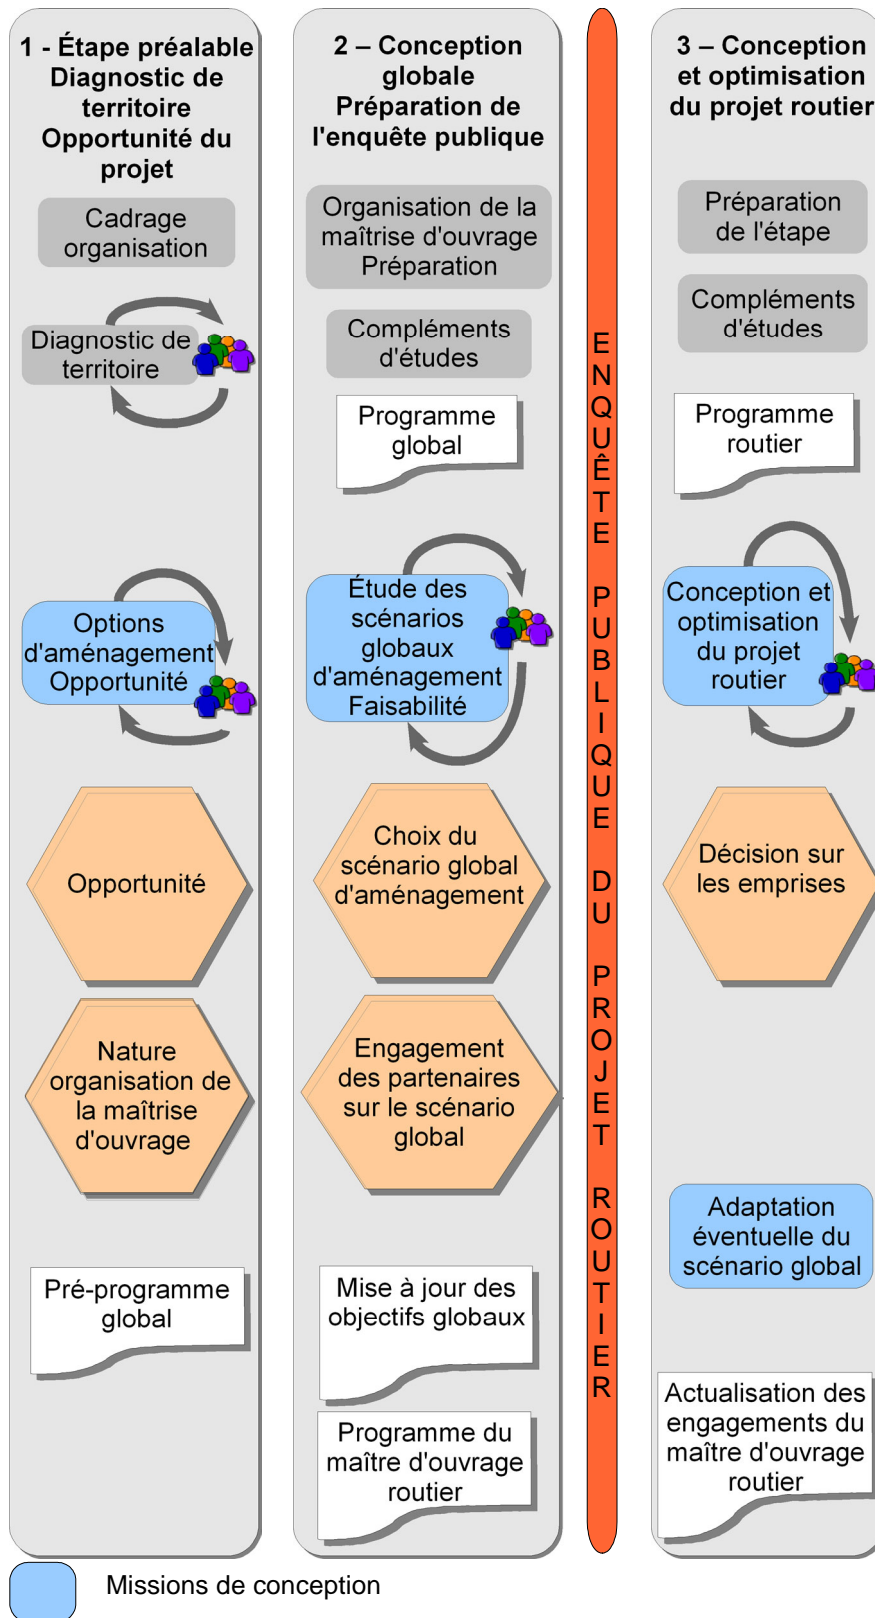 1 - Étape préalable
Diagnostic de
territoire
Opportunité du
projet
Cadrage
organisation
Diagnostic de
territoire
Options
d'aménagement
Opportunité
Opportunité
Nature
organisation de
la maîtrise
d'ouvrage
Pré-programme
global
2 – Conception
globale
Préparation de
l'enquête publique
Organisation de la
maîtrise d'ouvrage
Préparation
Compléments
d'études
Programme
global
Étude des
scénarios
globaux
d'aménagement
Faisabilité
Choix du
scénario global
d'aménagement
Engagement
des partenaires
sur le scénario
global
Mise à jour des
objectifs globaux
Programme du
maître d'ouvrage
routier
ENQUÊTE PUBLIQUE DU PROJET ROUTIER
3 – Conception
et optimisation
du projet routier
Préparation
de l'étape
Compléments
d'études
Programme
routier
Conception et
optimisation
du projet
routier
Décision sur
les emprises
Adaptation
éventuelle du
scénario global
Actualisation des
engagements du
maître d'ouvrage
routier
Missions de conception